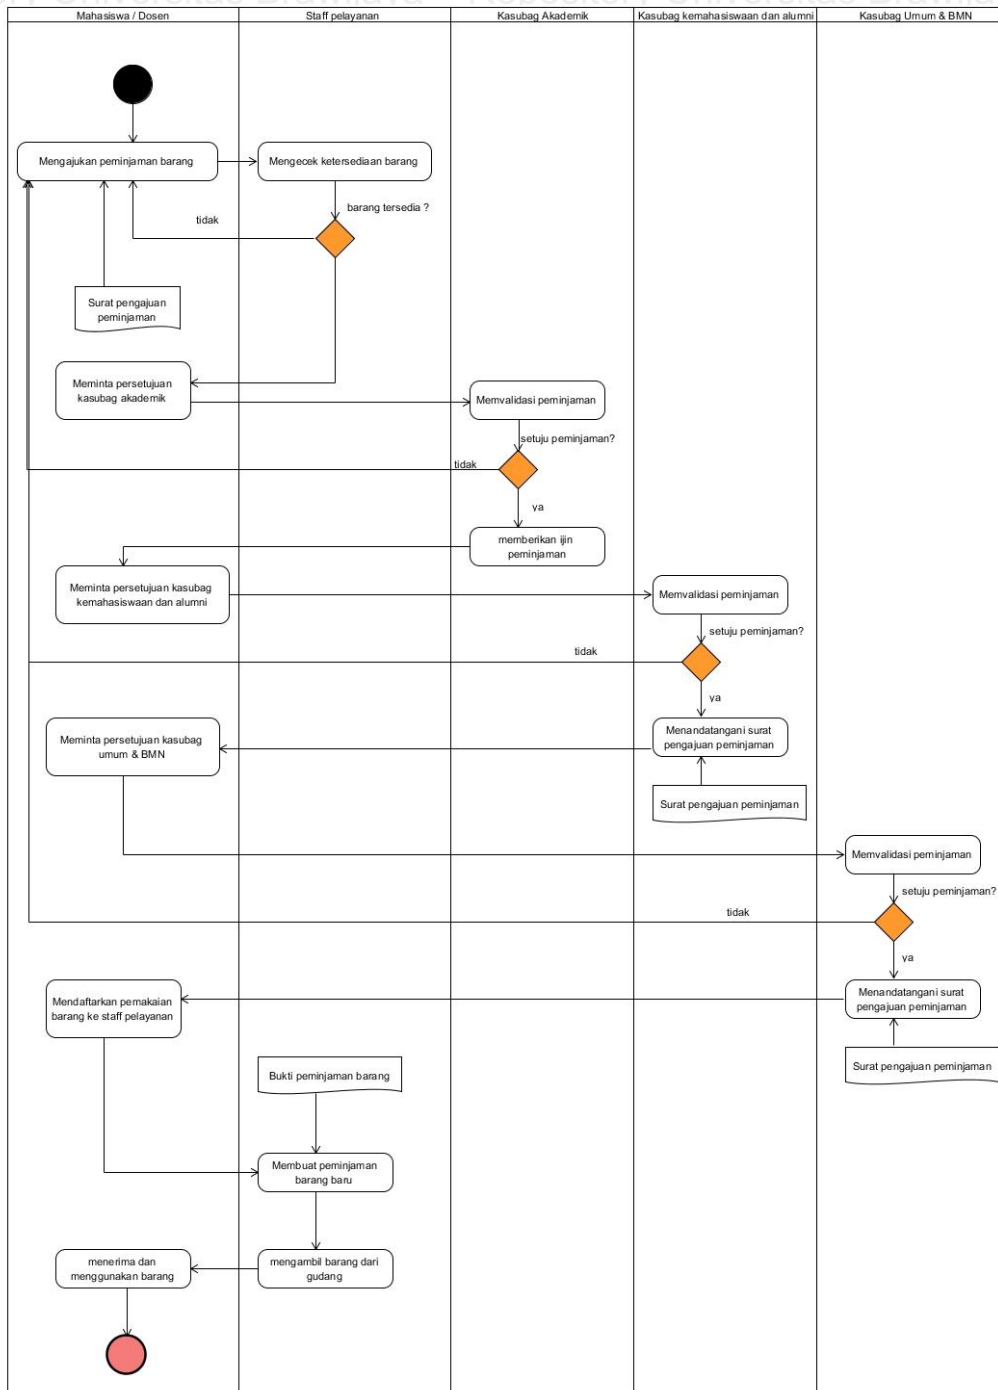 Repository Universitas Brawijaya
Mahasiswa / Dosen
Staff pelayanan
Kasubag Akademik
Kasubag kemahasiswaan dan alumni
Kasubag Umum & BMN
Mengajukan peminjaman barang
Mengecek ketersediaan barang
barang tersedia ?
tidak
Surat pengajuan
peminjaman
Meminta persetujuan
kasubag akademik
Memvalidasi peminjaman
setuju peminjaman?
tidak
ya
memberikan ijin
peminjaman
Meminta persetujuan kasubag
kemahasiswaan dan alumni
Memvalidasi peminjaman
setuju peminjaman?
tidak
ya
Menandatangani surat
pengajuan peminjaman
Meminta persetujuan kasubag
umum & BMN
Surat pengajuan peminjaman
Memvalidasi peminjaman
setuju peminjaman?
tidak
ya
Menandatangani surat
pengajuan peminjaman
Mendaftarkan pemakaian
barang ke staff pelayanan
Surat pengajuan peminjaman
Bukti peminjaman barang
Membuat peminjaman
barang baru
mengambil barang dari
gudang
menerima dan
menggunakan barang